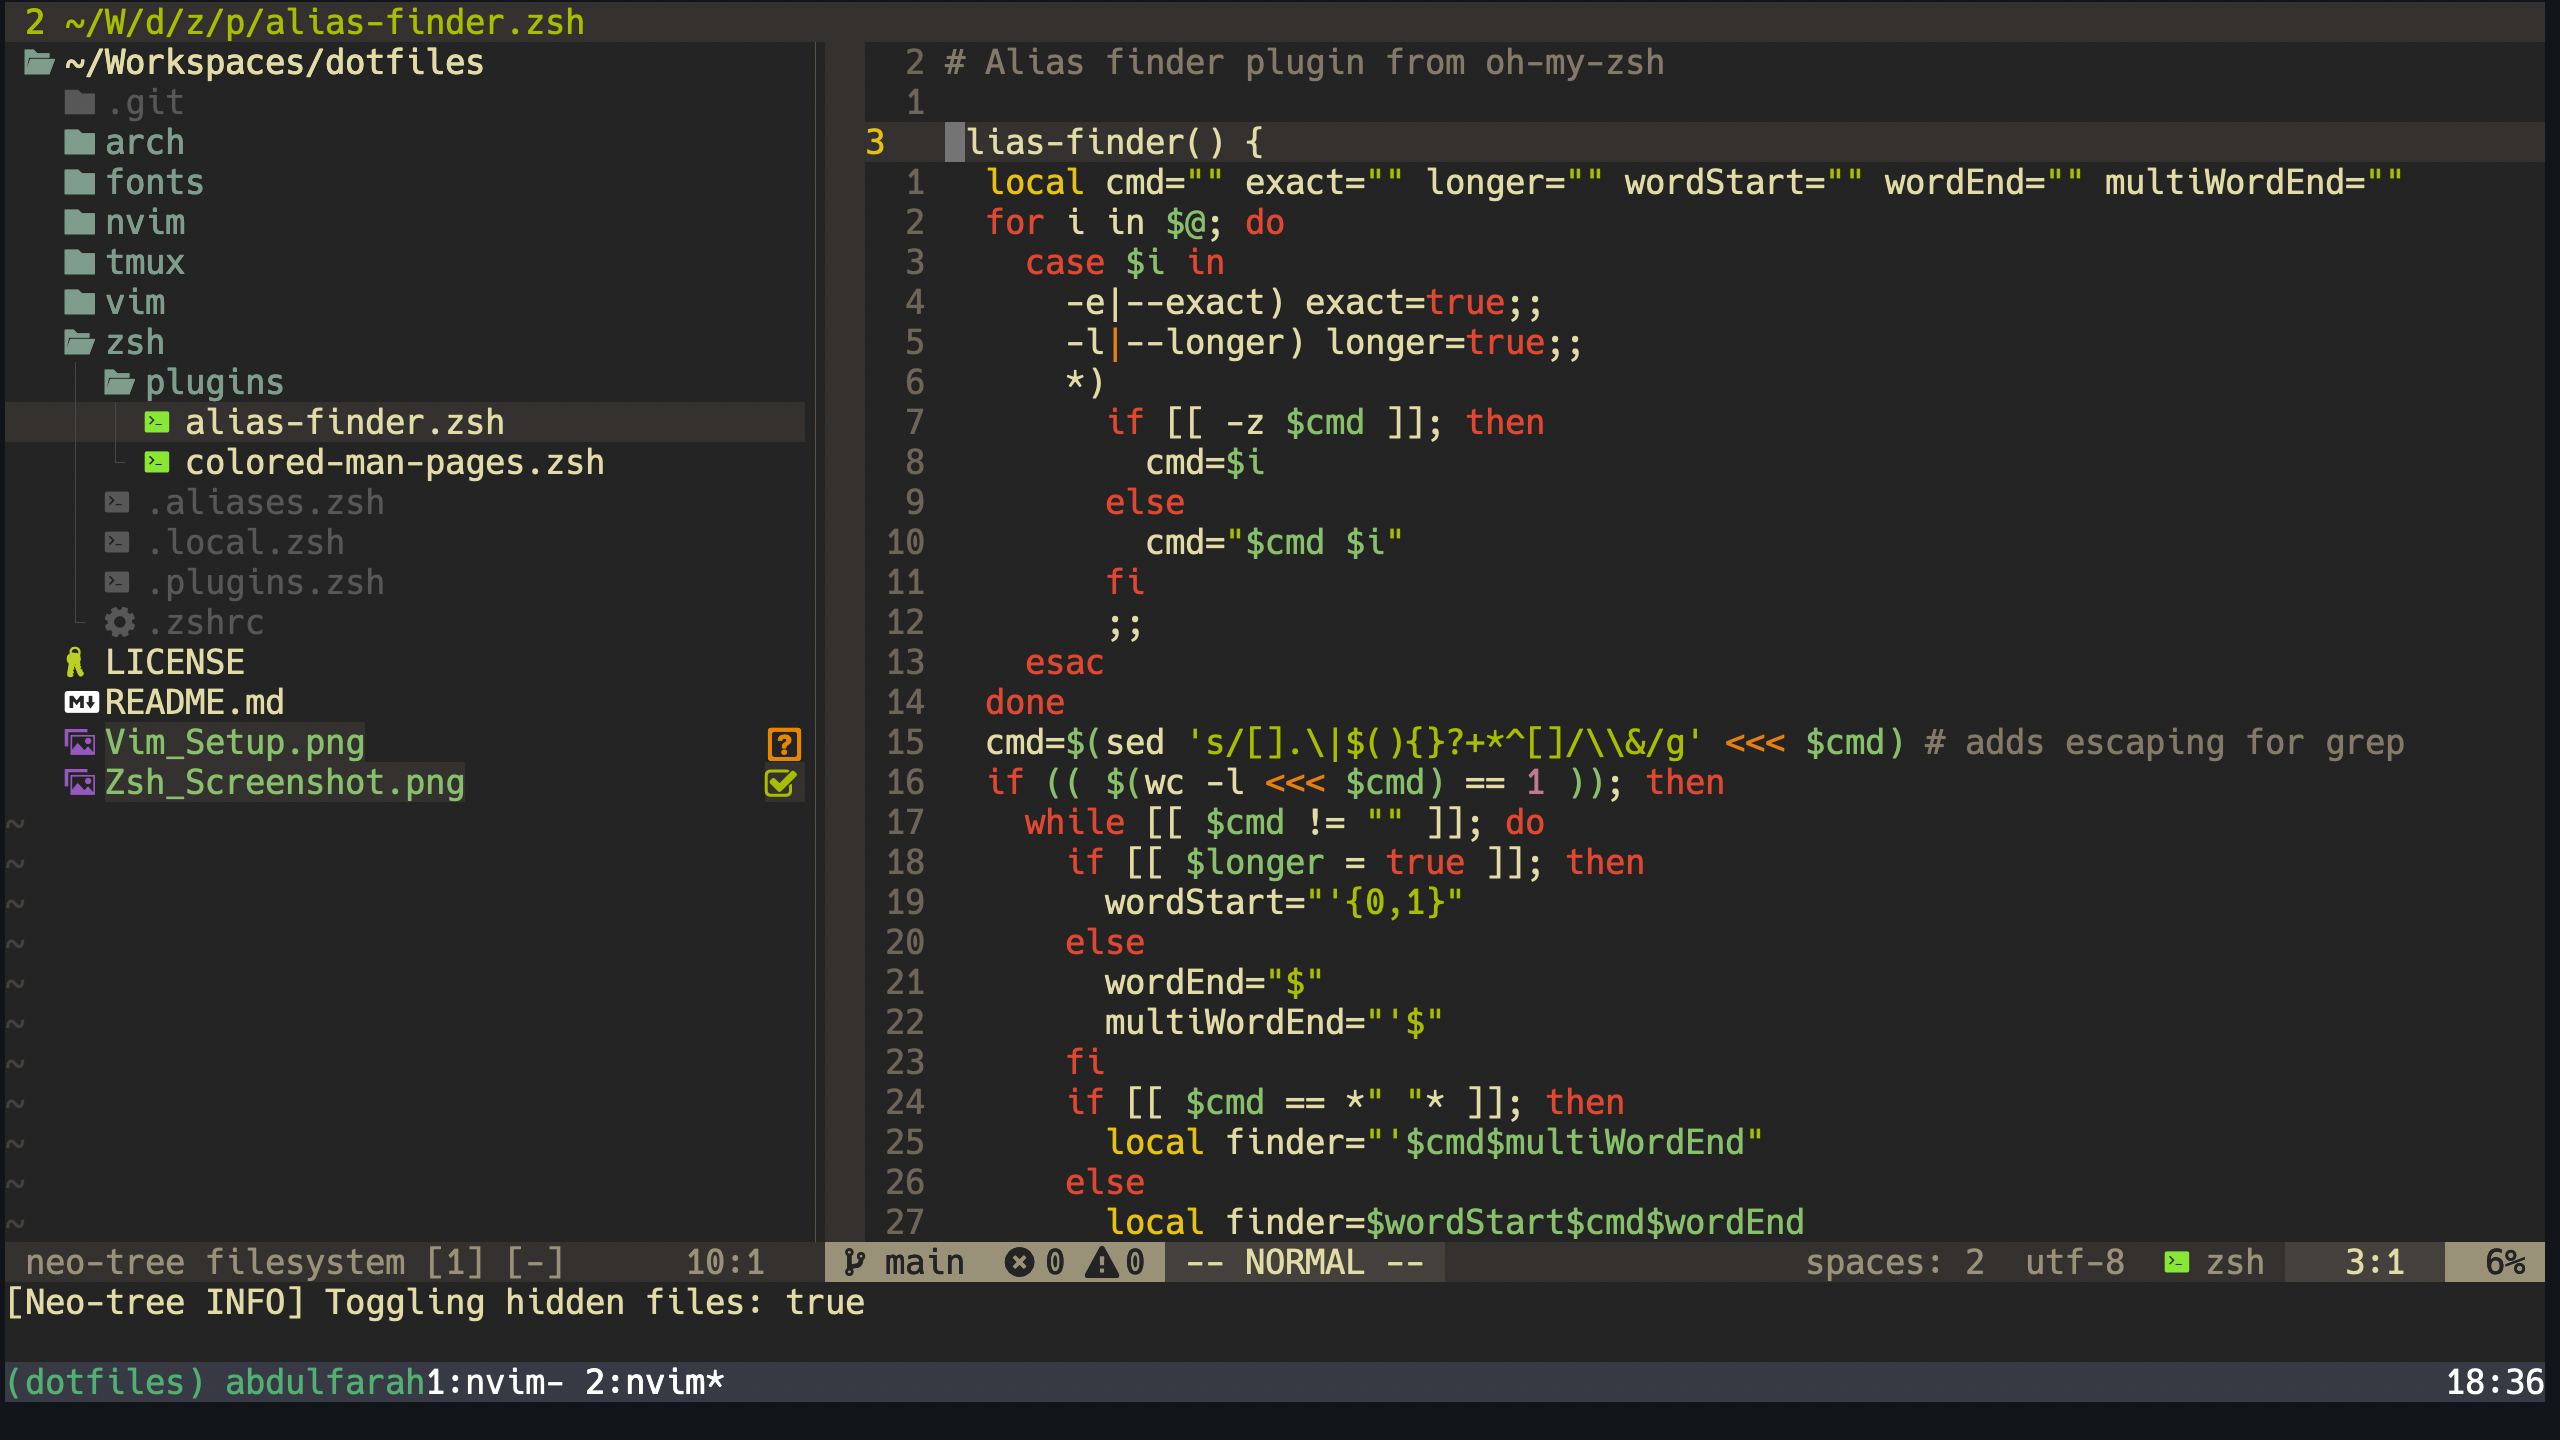 2 ~/W/d/z/p/alias-finder.zsh
~/Workspaces/dotfiles
.git
arch
fonts
nvim
tmux
vim
zsh
plugins
alias-finder.zsh
colored-man-pages.zsh
.aliases.zsh
.local.zsh
.plugins.zsh
.zshrc
LICENSE
README.md
Vim_Setup.png
Zsh_Screenshot.png
~
~
~
~
~
~
~
~
~
~
~
2 # Alias finder plugin from oh-my-zsh
1
3 lias-finder() {
1 local cmd="" exact="" longer="" wordStart="" wordEnd="" multiWordEnd=""
2 for i in $@; do
3 case $i in
4 -e|--exact) exact=true;;
5 -l|--longer) longer=true;;
6 *)
7 if [[ -z $cmd ]]; then
8 cmd=$i
9 else
10 cmd="$cmd $i"
11 fi
12 ;;
13 esac
14 done
15 cmd=$(sed 's/[].\|$(){}?+*^[]/\\&/g' <<< $cmd) # adds escaping for grep
16 if (( $(wc -l <<< $cmd) == 1 )); then
17 while [[ $cmd != "" ]]; do
18 if [[ $longer = true ]]; then
19 wordStart="'{0,1}"
20 else
21 wordEnd="$"
22 multiWordEnd="'$"
23 fi
24 if [[ $cmd == *" "* ]]; then
25 local finder="'$cmd$multiWordEnd"
26 else
27 local finder=$wordStart$cmd$wordEnd
neo-tree filesystem [1] [-] 10:1
main 0 0 -- NORMAL -- spaces: 2 utf-8 zsh 3:1 6%
[Neo-tree INFO] Toggling hidden files: true
(dotfiles) abdulfarah1:nvim- 2:nvim* 18:36